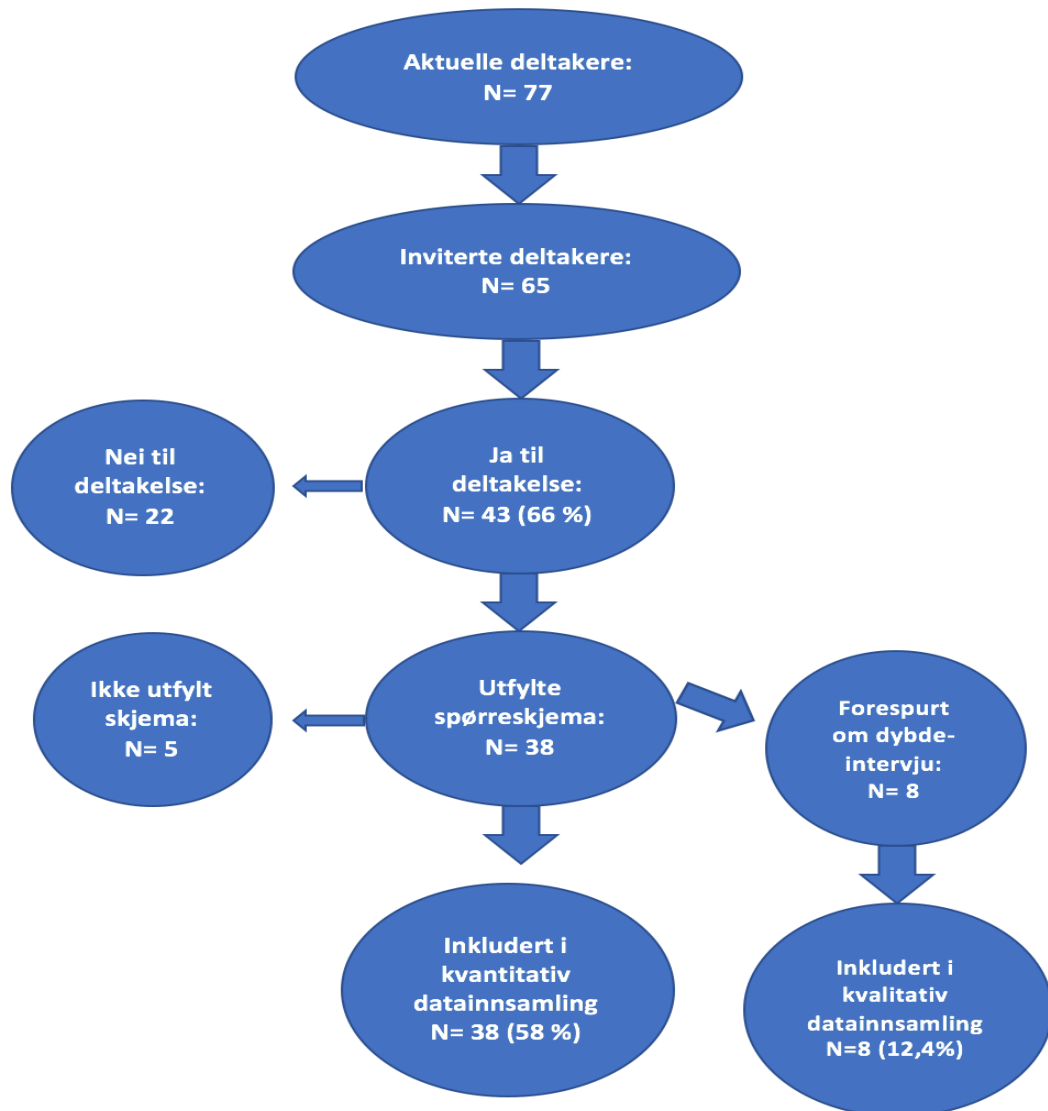 Aktuelle deltakere:
N= 77
Inviterte deltakere:
N= 65
Nei til
deltakelse:
N= 22
Ja til
deltakelse:
N= 43 (66 %)
Ikke utfylt
skjema:
N= 5
Utfylte
spørreskjema:
N= 38
Forespurt
om dybde-
intervju:
N= 8
Inkludert i
kvantitativ
datainnsamling
N= 38 (58 %)
Inkludert i
kvalitativ
datainnsamling
N=8 (12,4%)